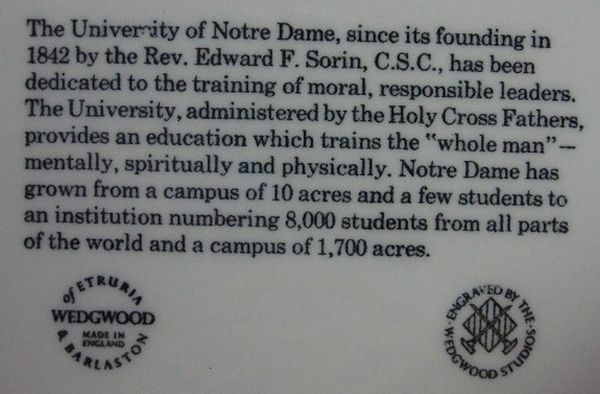 The University of Notre Dame, since its founding in
1842 by the Rev. Edward F. Sorin, C.S.C., has been
dedicated to the training of moral, responsible leaders.
The University, administered by the Holy Cross Fathers,
provides an education which trains the "whole man"—
mentally, spiritually and physically. Notre Dame has
grown from a campus of 10 acres and a few students to
an institution numbering 8,000 students from all parts
of the world and a campus of 1,700 acres.
of ETRURIA
WEDGWOOD
MADE IN
ENGLAND
& BARLASTON
ENGRAVED BY THE
WEDGWOOD STUDIOS